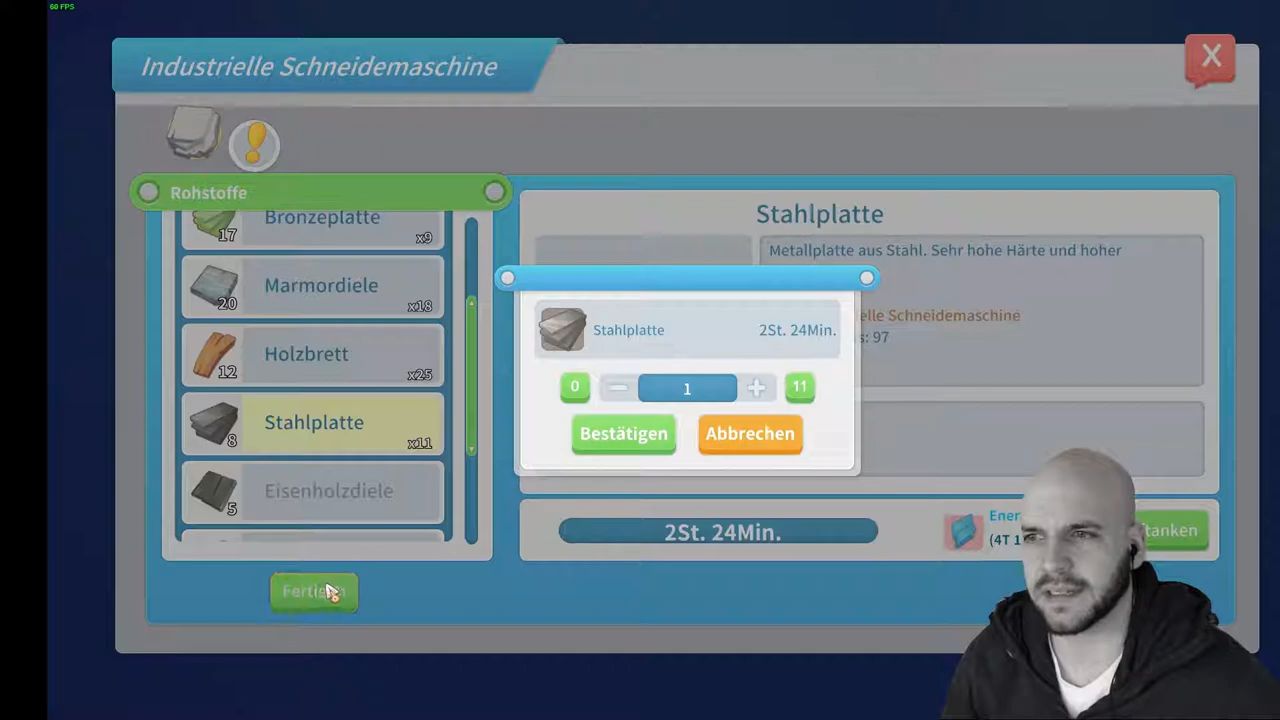 60 FPS
Industrielle Schneidemaschine
X
Rohstoffe
Bronzeplatte
17
x9
Marmordiele
20
x18
Holzbrett
12
x25
Stahlplatte
8
x11
Eisenholzdiele
5
Stahlplatte
Metallplatte aus Stahl. Sehr hohe Härte und hoher
elle Schneidemaschine
s: 97
Stahlplatte 2St. 24Min.
0 1 11
Bestätigen Abbrechen
2St. 24Min.
Ener
(4T 1
tanken